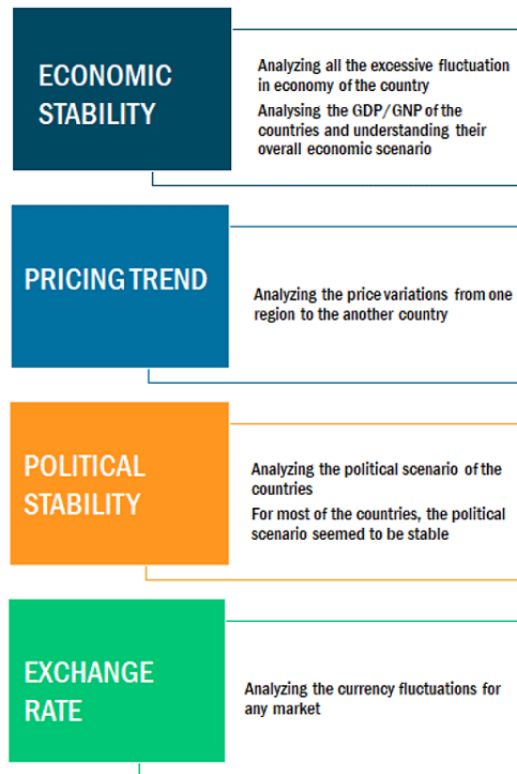 ECONOMIC
STABILITY
Analyzing all the excessive fluctuation
in economy of the country
Analysing the GDP/GNP of the
countries and understanding their
overall economic scenario
PRICING TREND
Analyzing the price variations from one
region to the another country
POLITICAL
STABILITY
Analyzing the political scenario of the
countries
For most of the countries, the political
scenario seemed to be stable
EXCHANGE
RATE
Analyzing the currency fluctuations for
any market